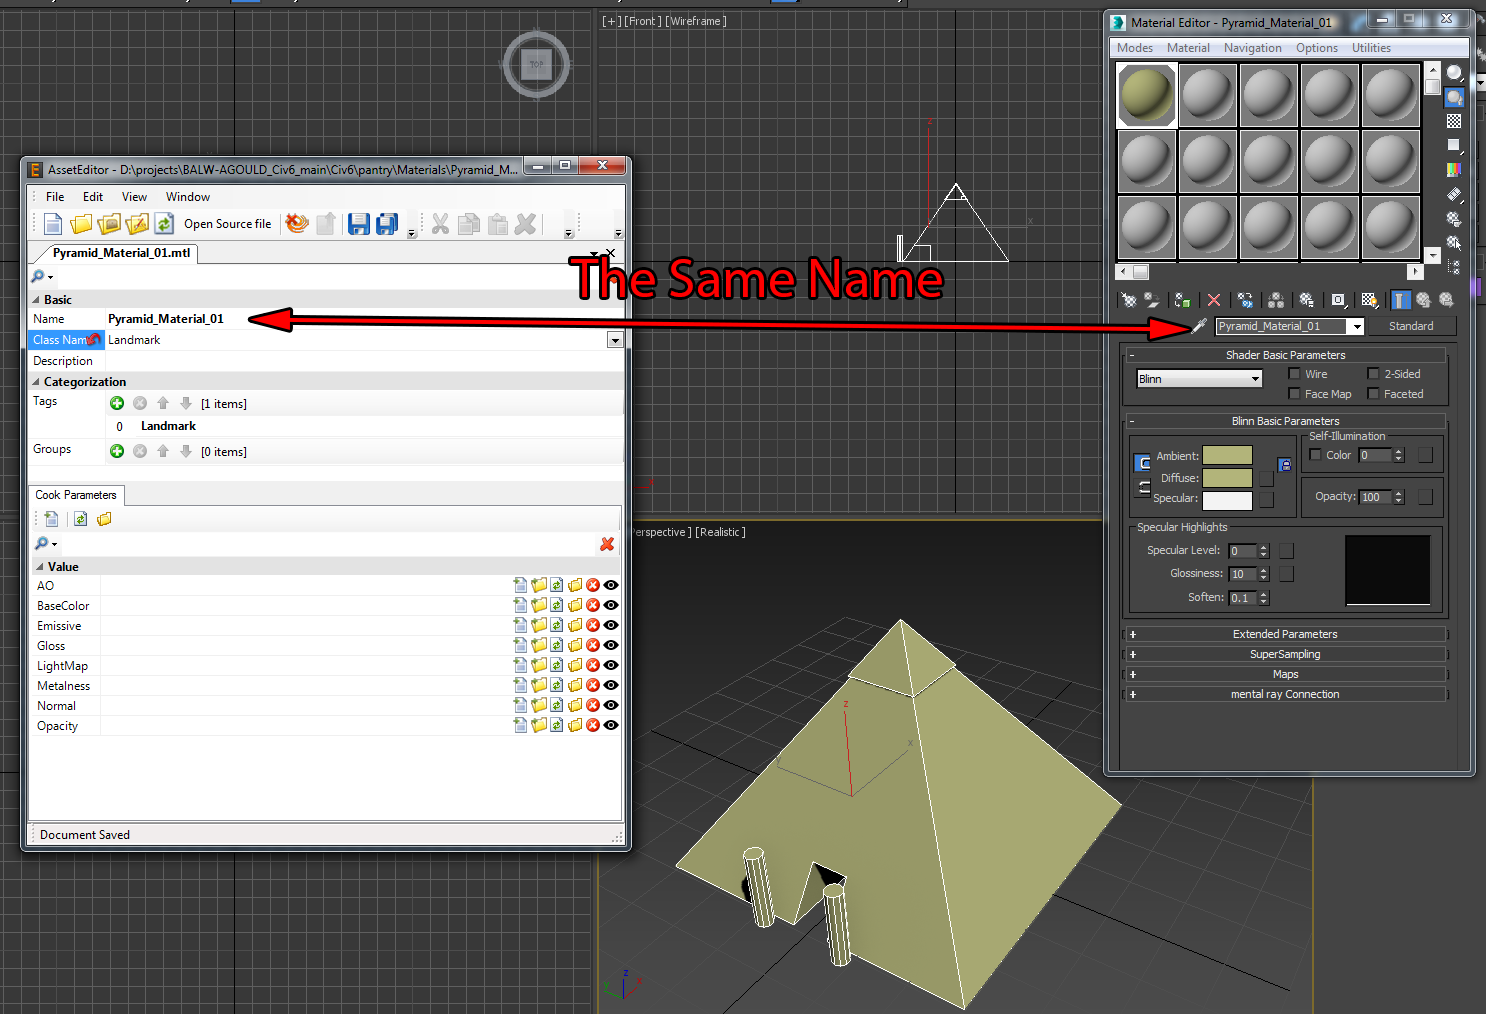 [+] [Front ] [Wireframe ]
TOP
Material Editor - Pyramid_Material_01
Modes Material Navigation Options Utilities
AssetEditor - D:\projects\BALW-AGOULD_Civ6_main\Civ6\pantry\Materials\Pyramid_M...
File Edit View Window
Open Source file
Pyramid_Material_01.mtl
The Same Name
Basic
Name Pyramid_Material_01
Class Nam Landmark
Description
Categorization
Tags [1 items]
0 Landmark
Groups [0 items]
Cook Parameters
Value
AO
BaseColor
Emissive
Gloss
LightMap
Metalness
Normal
Opacity
Document Saved
z
x
Pyramid_Material_01 Standard
- Shader Basic Parameters
Blinn Wire 2-Sided
Face Map Faceted
- Blinn Basic Parameters
Self-Illumination
Ambient: Color 0
Diffuse:
Specular: Opacity: 100
Specular Highlights
Specular Level: 0
Glossiness: 10
Soften: 0.1
+ Extended Parameters
+ SuperSampling
+ Maps
+ mental ray Connection
Perspective ] [Realistic ]
z
x
z
y x